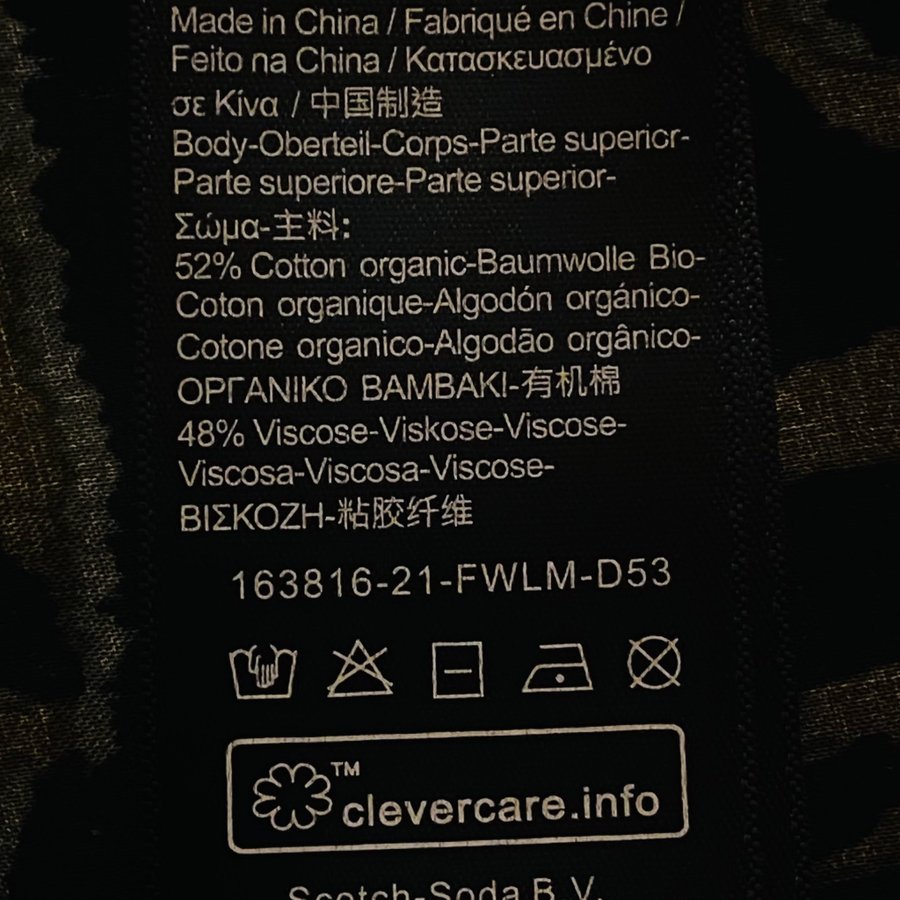 Made in China / Fabriqué en Chine /
Feito na China / Κατασκευασμένο
σε Κίνα / 中国制造
Body-Oberteil-Corps-Parte superior-
Parte superiore-Parte superior-
Σώμα-主料:
52% Cotton organic-Baumwolle Bio-
Coton organique-Algodón orgánico-
Cotone organico-Algodão orgânico-
ΟΡΓΑΝΙΚΟ ΒΑΜΒΑΚΙ-有机棉
48% Viscose-Viskose-Viscose-
Viscosa-Viscosa-Viscose-
ΒΙΣΚΟΖΗ-粘胶纤维
163816-21-FWLM-D53
™
clevercare.info
Scotch-Soda B.V.